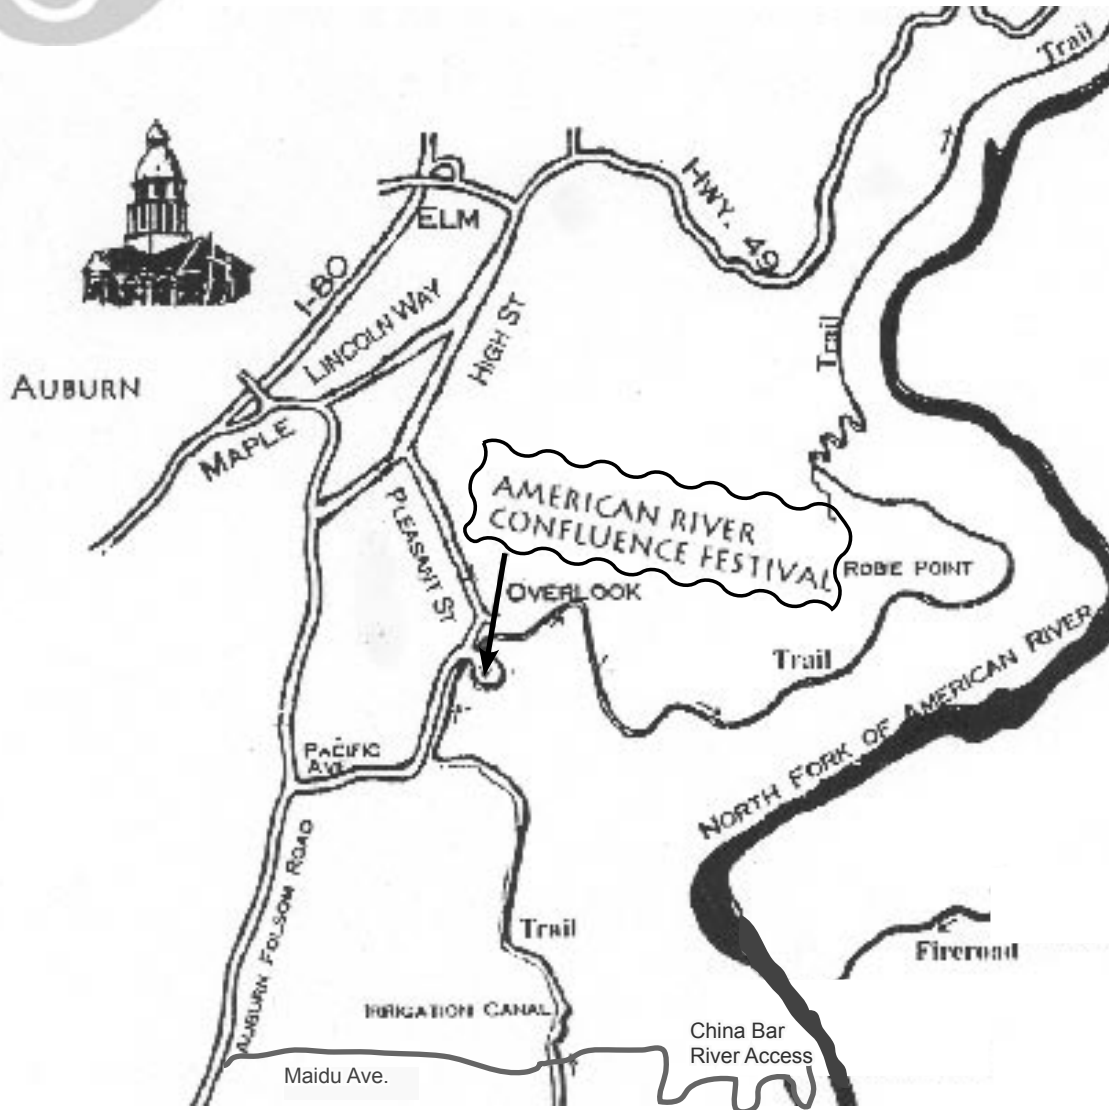 Trail
HWY. 49
ELM
I-80
LINCOLN WAY
HIGH ST
Trail
AUBURN
MAPLE
PLEASANT ST
AMERICAN RIVER
CONFLUENCE FESTIVAL
ROBIE POINT
OVERLOOK
Trail
NORTH FORK OF AMERICAN RIVER
PACIFIC
AVE
AUBURN FOLSOM ROAD
Trail
Fireroad
IRRIGATION CANAL
China Bar
River Access
Maidu Ave.